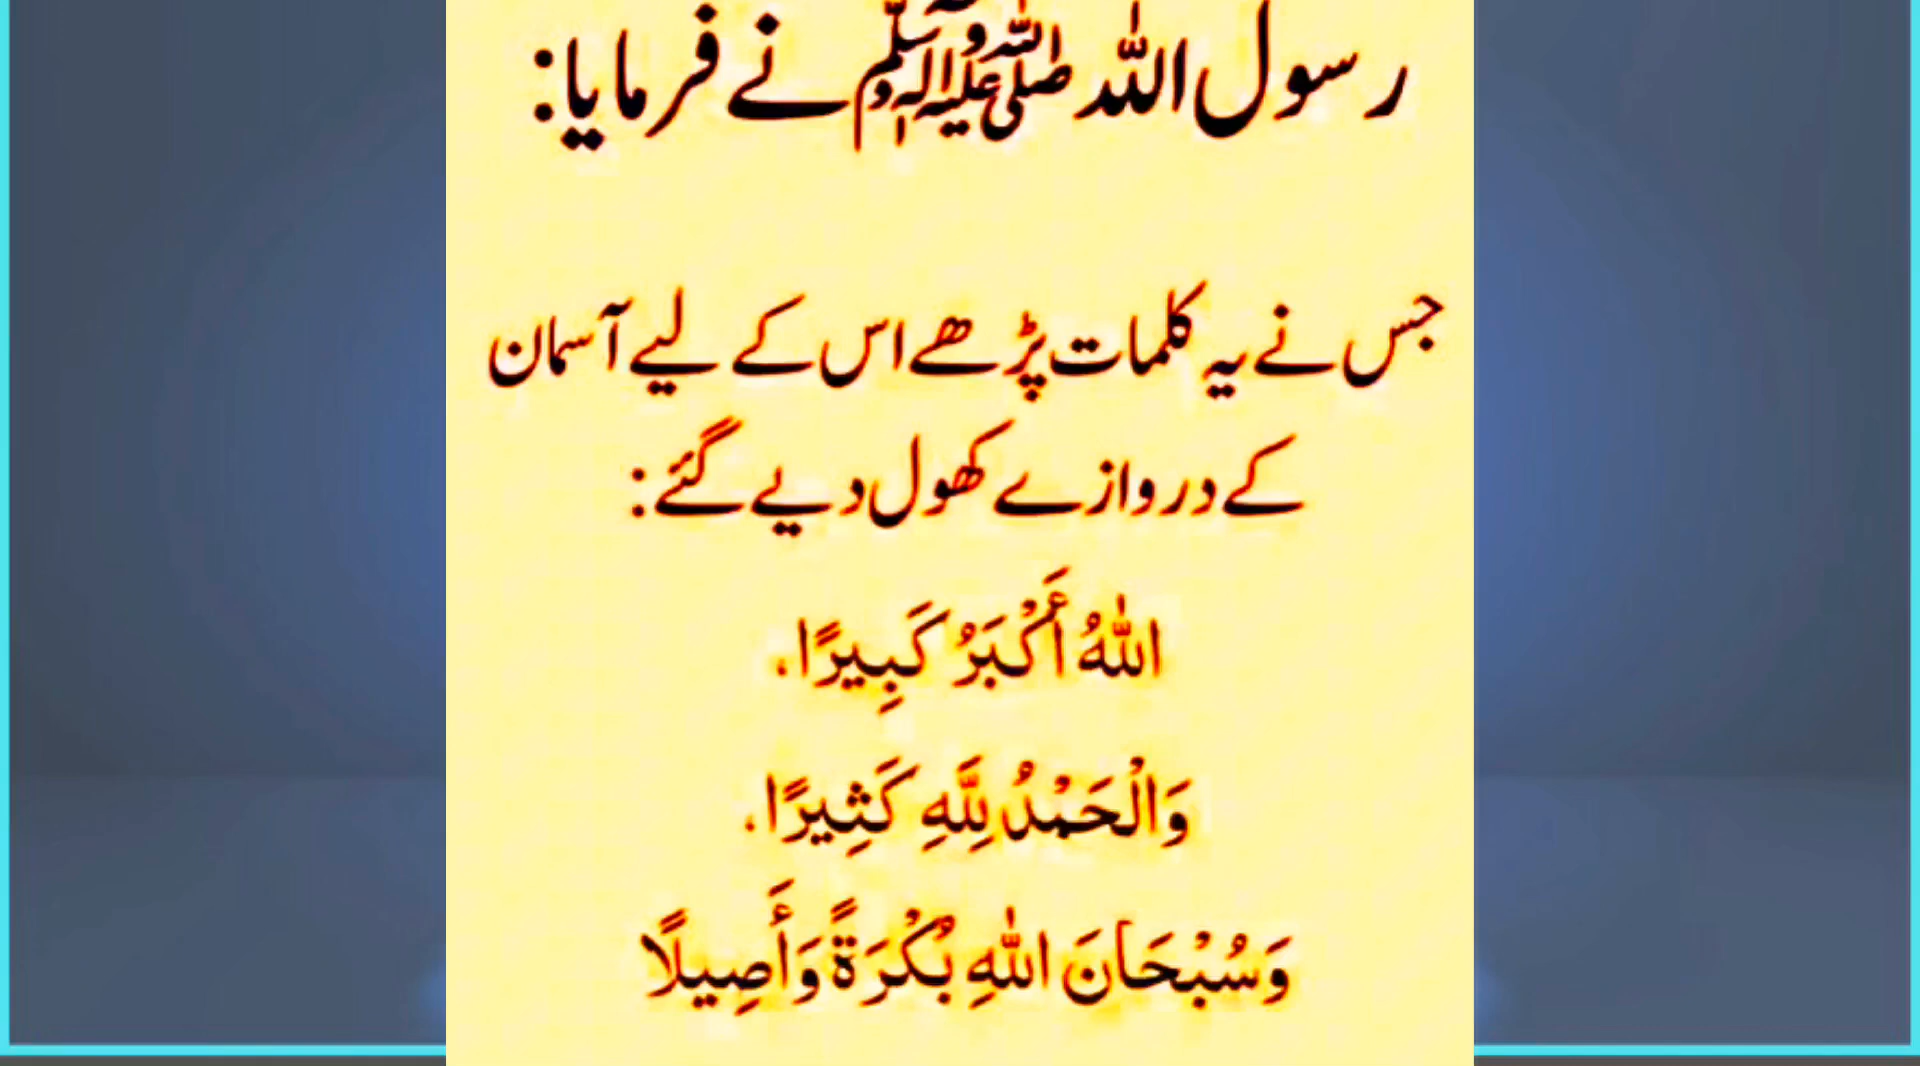 رسول اللہ صلی اللہ علیہ وآلہ وسلم نے فرمایا:
جس نے یہ کلمات پڑھے اس کے لیے آسمان
کے دروازے کھول دیے گئے:
اللهُ أَكْبَرُ كَبِيرًا.
وَالْحَمْدُ لِلَّهِ كَثِيرًا.
وَسُبْحَانَ اللهِ بُكْرَةً وَأَصِيلًا